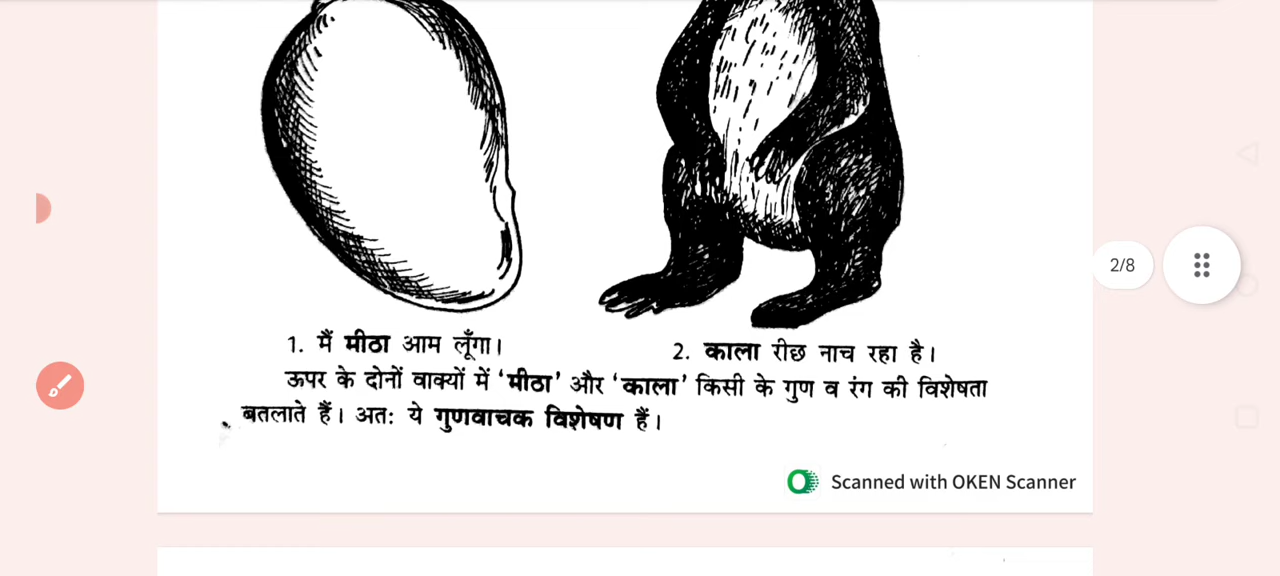 1. मैं मीठा आम लूँगा।
2. काला रीछ नाच रहा है।
ऊपर के दोनों वाक्यों में 'मीठा' और 'काला' किसी के गुण व रंग की विशेषता
बतलाते हैं। अतः ये गुणवाचक विशेषण हैं।
Scanned with OKEN Scanner
2/8